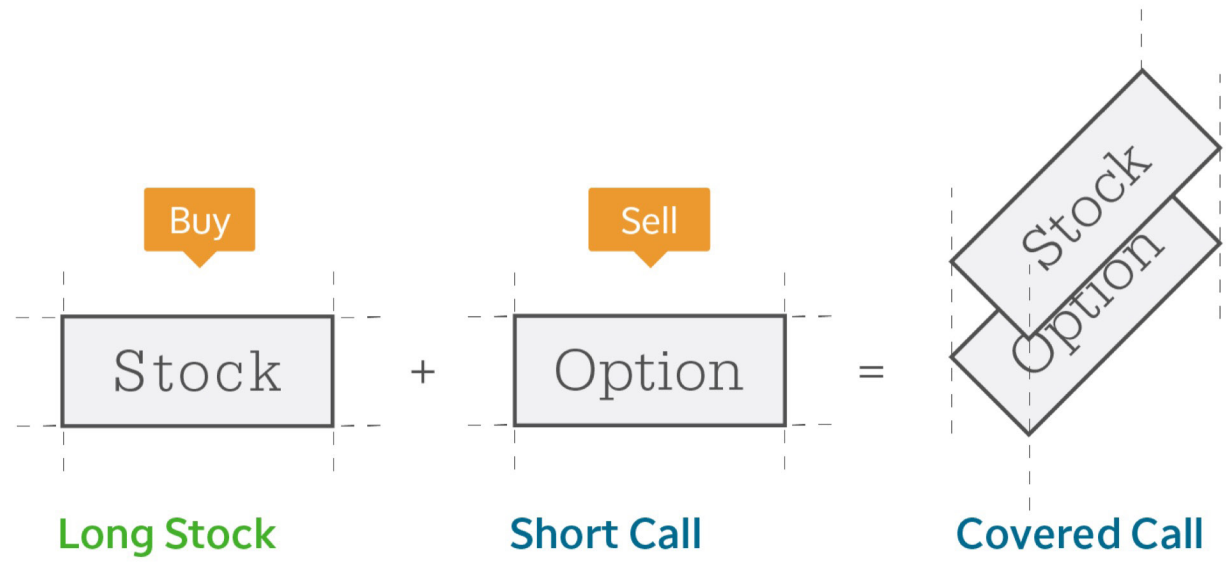 Buy
Sell
Stock
+
Option
=
Stock
Option
Long Stock
Short Call
Covered Call